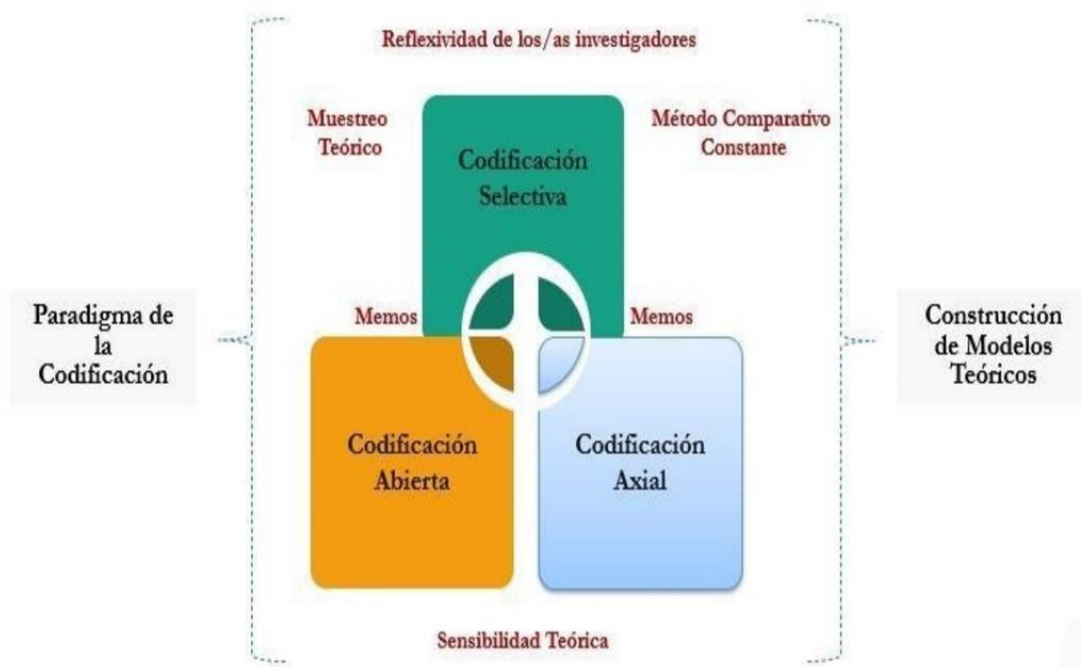 Reflexividad de los/as investigadores
Muestreo
Teórico
Método Comparativo
Constante
Codificación
Selectiva
Paradigma de
la
Codificación
Memos
Memos
Construcción
de Modelos
Teóricos
Codificación
Abierta
Codificación
Axial
Sensibilidad Teórica